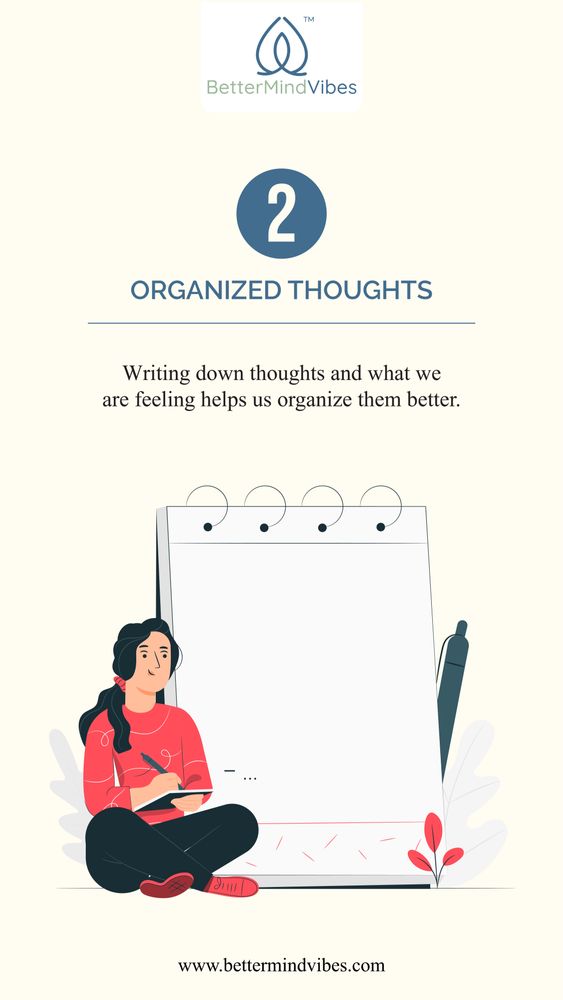 TM
BetterMindVibes
2
ORGANIZED THOUGHTS
Writing down thoughts and what we
are feeling helps us organize them better.
www.bettermindvibes.com